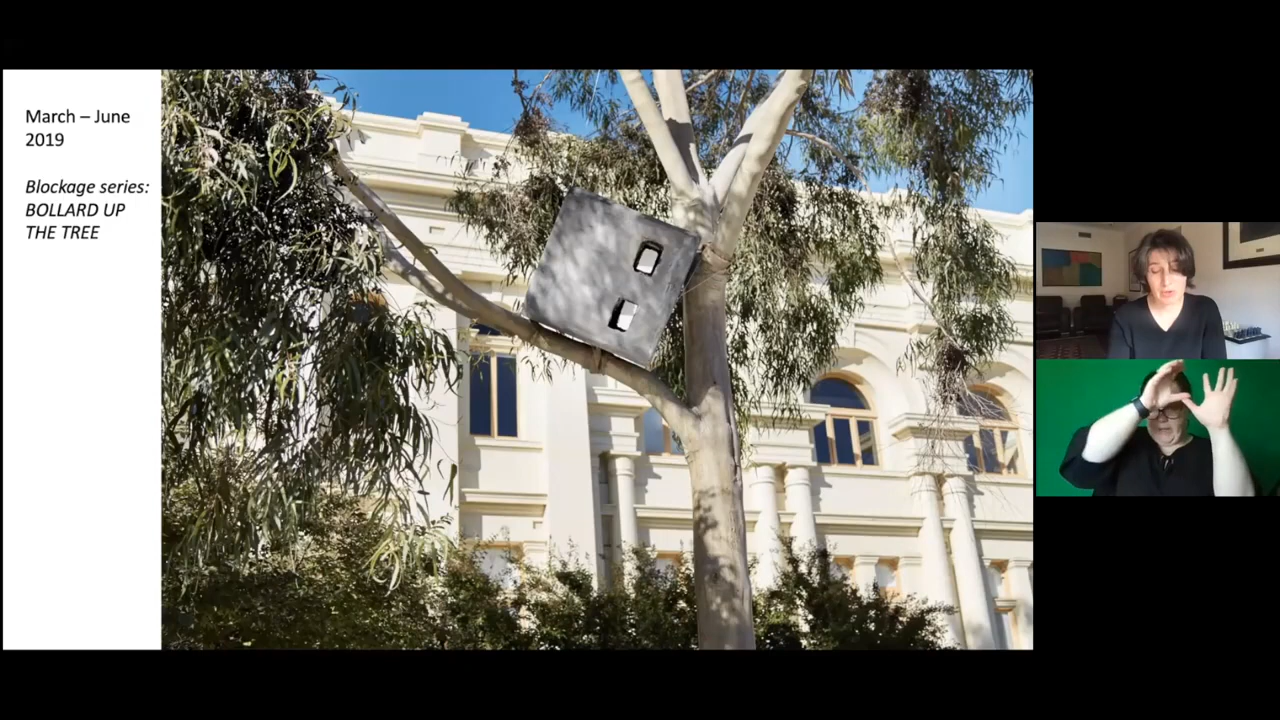 March – June
2019
Blockage series:
BOLLARD UP
THE TREE